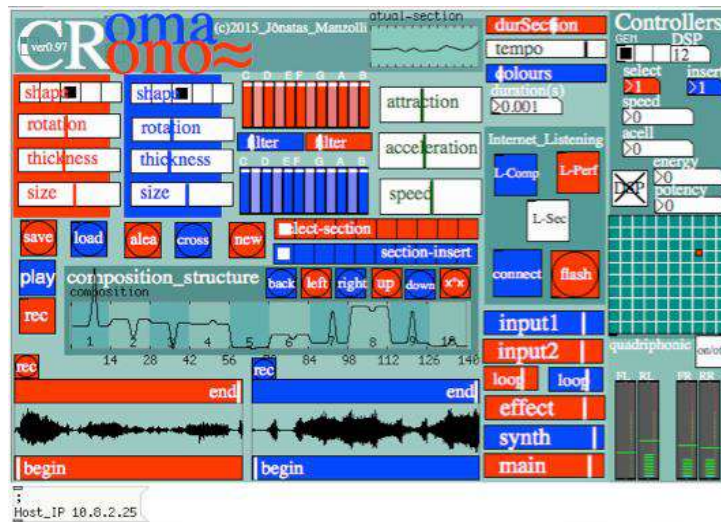 CRoma
CRono≈
ver0.97
(c)2015_Jônatas_Manzolli
atual-section
durSection
tempo
colours
duration(s)
0.001
Controllers
GEM
DSP
12
select
insert
1
1
speed
0
acell
0
energy
0
potency
0
DSP
shape
rotation
thickness
size
shape
rotation
thickness
size
C D E F G A B
filter
filter
C D E F G A B
attraction
acceleration
speed
Internet_Listening
L-Comp
L-Perf
L-Sec
connect
flash
save
load
alea
cross
new
select-section
section-insert
play
rec
composition_structure
composition
back
left
right
up
down
x*x
1 2 3 4 5 6 7 8 9 10
14 28 42 56 70 84 98 112 126 140
input1
input2
loop
loop
effect
synth
main
quadriphonic
on/of
FL RL FR RR
rec
end
begin
rec
end
begin
;
Host_IP 10.8.2.25